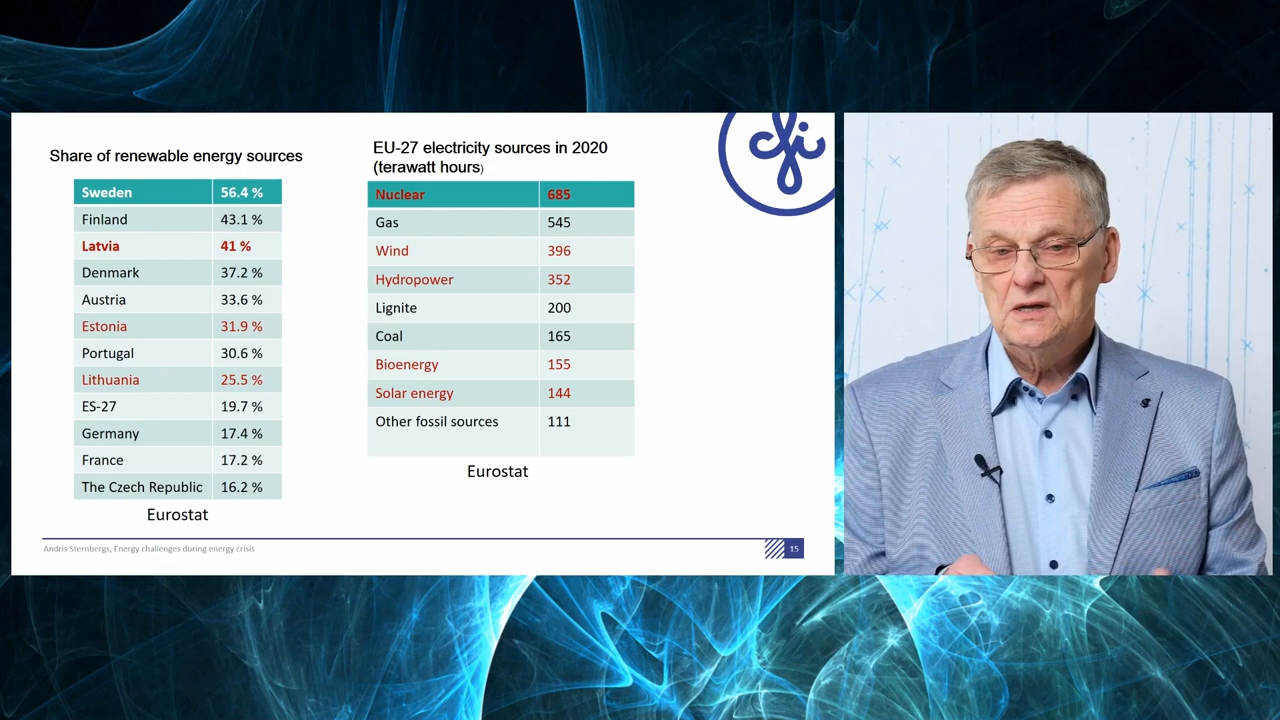 Share of renewable energy sources
Sweden 56.4 %
Finland 43.1 %
Latvia 41 %
Denmark 37.2 %
Austria 33.6 %
Estonia 31.9 %
Portugal 30.6 %
Lithuania 25.5 %
ES-27 19.7 %
Germany 17.4 %
France 17.2 %
The Czech Republic 16.2 %
Eurostat
EU-27 electricity sources in 2020
(terawatt hours)
Nuclear 685
Gas 545
Wind 396
Hydropower 352
Lignite 200
Coal 165
Bioenergy 155
Solar energy 144
Other fossil sources 111
Eurostat
Andris Sternbergs, Energy challenges during energy crisis
15